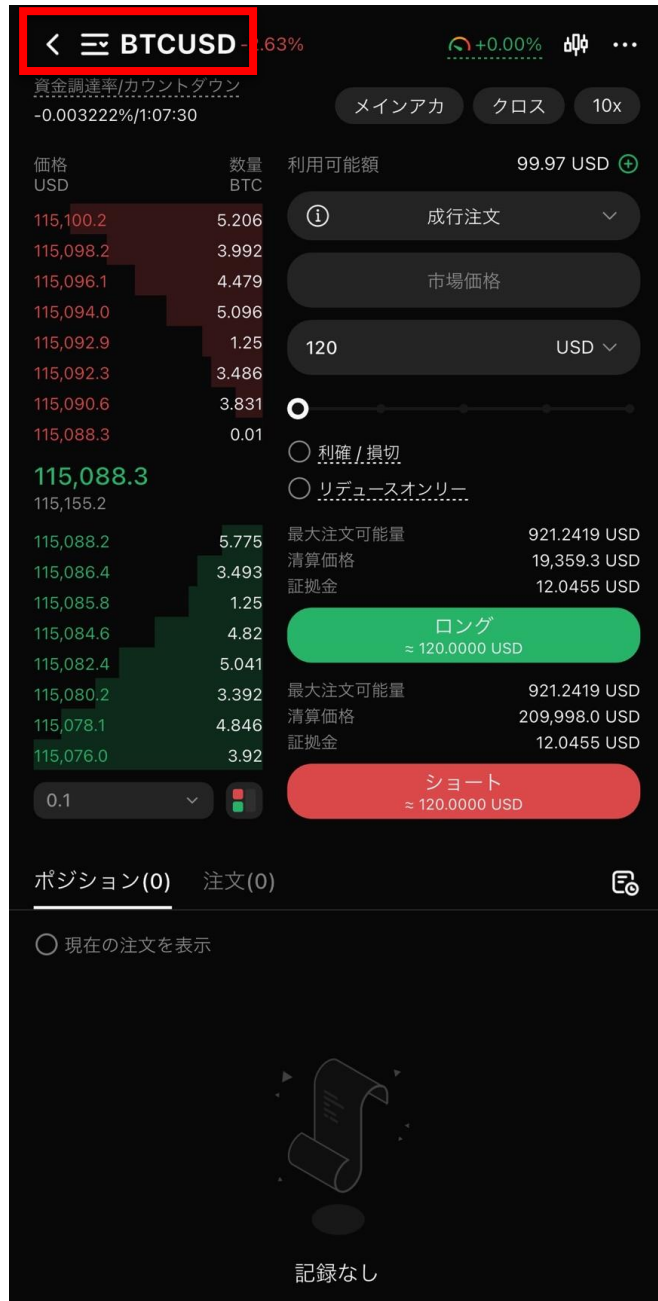 BTCUSD -2.63% +0.00%
資金調達率/カウントダウン
-0.003222%/1:07:30
メインアカ クロス 10x
価格 数量
USD BTC
115,100.2 5.206
115,098.2 3.992
115,096.1 4.479
115,094.0 5.096
115,092.9 1.25
115,092.3 3.486
115,090.6 3.831
115,088.3 0.01
115,088.3
115,155.2
115,088.2 5.775
115,086.4 3.493
115,085.8 1.25
115,084.6 4.82
115,082.4 5.041
115,080.2 3.392
115,078.1 4.846
115,076.0 3.92
0.1
利用可能額 99.97 USD
成行注文
市場価格
120 USD
利確 / 損切
リデュースオンリー
最大注文可能量 921.2419 USD
清算価格 19,359.3 USD
証拠金 12.0455 USD
ロング
≈ 120.0000 USD
最大注文可能量 921.2419 USD
清算価格 209,998.0 USD
証拠金 12.0455 USD
ショート
≈ 120.0000 USD
ポジション(0) 注文(0)
現在の注文を表示
記録なし